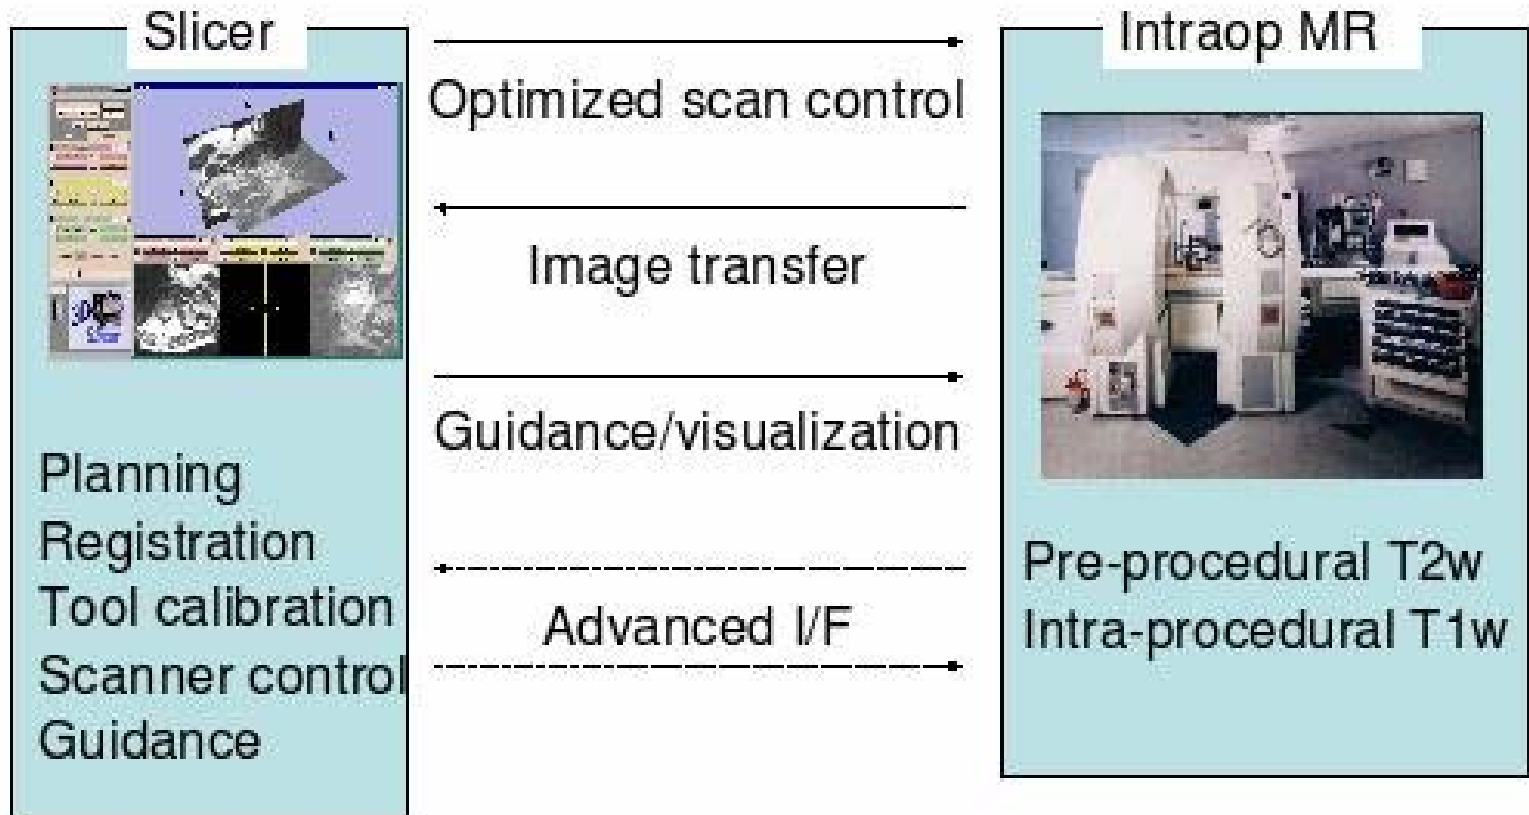 Slicer
Optimized scan control
Image transfer
Guidance/visualization
Advanced I/F
Planning
Registration
Tool calibration
Scanner control
Guidance
Intraop MR
Pre-procedural T2w
Intra-procedural T1w